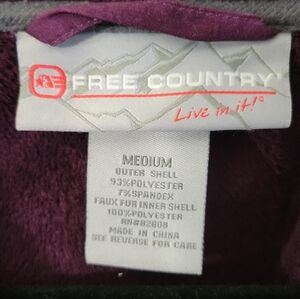 FREE COUNTRY®
Live in it!®
MEDIUM
OUTER SHELL
93%POLYESTER
7%SPANDEX
FAUX FUR INNER SHELL
100%POLYESTER
RN#82608
MADE IN CHINA
SEE REVERSE FOR CARE